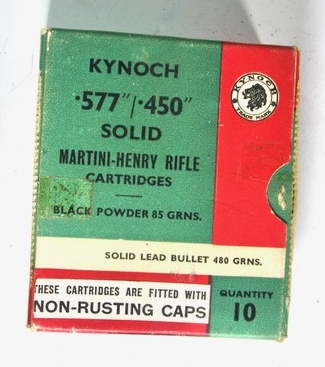 KYNOCH
·577"/·450"
SOLID
MARTINI-HENRY RIFLE
CARTRIDGES
BLACK POWDER 85 GRNS.
KYNOCH
TRADE MARK
SOLID LEAD BULLET 480 GRNS.
THESE CARTRIDGES ARE FITTED WITH
NON-RUSTING CAPS
QUANTITY
10